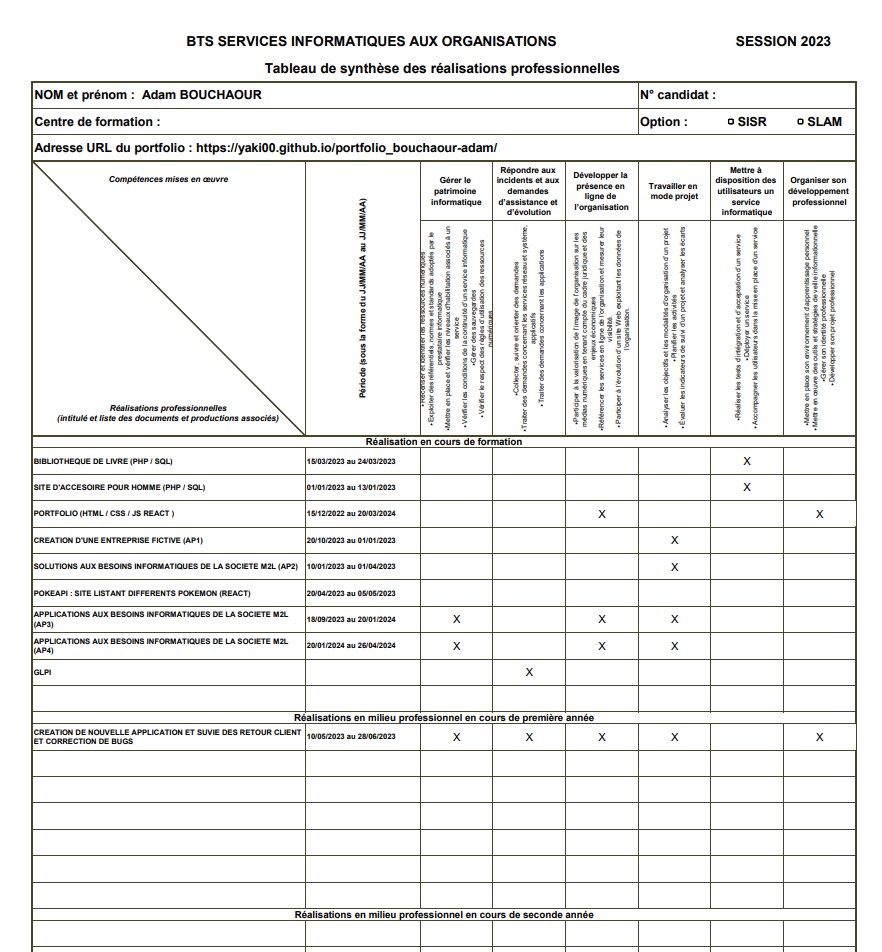 BTS SERVICES INFORMATIQUES AUX ORGANISATIONS SESSION 2023
Tableau de synthèse des réalisations professionnelles
NOM et prénom : Adam BOUCHAOUR N° candidat :
Centre de formation : Option : SISR SLAM
Adresse URL du portfolio : https://yaki00.github.io/portfolio_bouchaour-adam/
Compétences mises en œuvre
Réalisations professionnelles
(intitulé et liste des documents et productions associés)
Période (sous la forme du JJ/MM/AA au JJ/MM/AA)
Gérer le
patrimoine
informatique
Répondre aux
incidents et aux
demandes
d'assistance et
d'évolution
Développer la
présence en
ligne de
l'organisation
Travailler en
mode projet
Mettre à
disposition des
utilisateurs un
service
informatique
Organiser son
développement
professionnel
•Recenser et identifier les ressources numériques
•Exploiter des référentiels, normes et standards adoptés par le
prestataire informatique
•Mettre en place et vérifier les niveaux d'habilitation associés à un
service
•Vérifier les conditions de la continuité d'un service informatique
•Gérer des sauvegardes
•Vérifier le respect des règles d'utilisation des ressources
numériques
•Collecter, suivre et orienter des demandes
•Traiter des demandes concernant les services réseau et système,
applicatifs
•Traiter des demandes concernant les applications
•Participer à la valorisation de l'image de l'organisation sur les
médias numériques en tenant compte du cadre juridique et des
enjeux économiques
•Référencer les services en ligne de l'organisation et mesurer leur
visibilité.
•Participer à l'évolution d'un site Web exploitant les données de
l'organisation.
•Analyser les objectifs et les modalités d'organisation d'un projet
•Planifier les activités
•Évaluer les indicateurs de suivi d'un projet et analyser les écarts
•Réaliser les tests d'intégration et d'acceptation d'un service
•Déployer un service
•Accompagner les utilisateurs dans la mise en place d'un service
•Mettre en place son environnement d'apprentissage personnel
•Mettre en œuvre des outils et stratégies de veille informationnelle
•Gérer son identité professionnelle
•Développer son projet professionnel
Réalisation en cours de formation
BIBLIOTHEQUE DE LIVRE (PHP / SQL) 15/03/2023 au 24/03/2023 X
SITE D'ACCESOIRE POUR HOMME (PHP / SQL) 01/01/2023 au 13/01/2023 X
PORTFOLIO (HTML / CSS / JS REACT ) 15/12/2022 au 20/03/2024 X X
CREATION D'UNE ENTREPRISE FICTIVE (AP1) 20/10/2023 au 01/01/2023 X
SOLUTIONS AUX BESOINS INFORMATIQUES DE LA SOCIETE M2L (AP2) 10/01/2023 au 01/04/2023 X
POKEAPI : SITE LISTANT DIFFERENTS POKEMON (REACT) 20/04/2023 au 05/05/2023
APPLICATIONS AUX BESOINS INFORMATIQUES DE LA SOCIETE M2L
(AP3) 18/09/2023 au 20/01/2024 X X X
APPLICATIONS AUX BESOINS INFORMATIQUES DE LA SOCIETE M2L
(AP4) 20/01/2024 au 26/04/2024 X X X
GLPI X
Réalisations en milieu professionnel en cours de première année
CREATION DE NOUVELLE APPLICATION ET SUVIE DES RETOUR CLIENT
ET CORRECTION DE BUGS 10/05/2023 au 28/06/2023 X X X X X
Réalisations en milieu professionnel en cours de seconde année